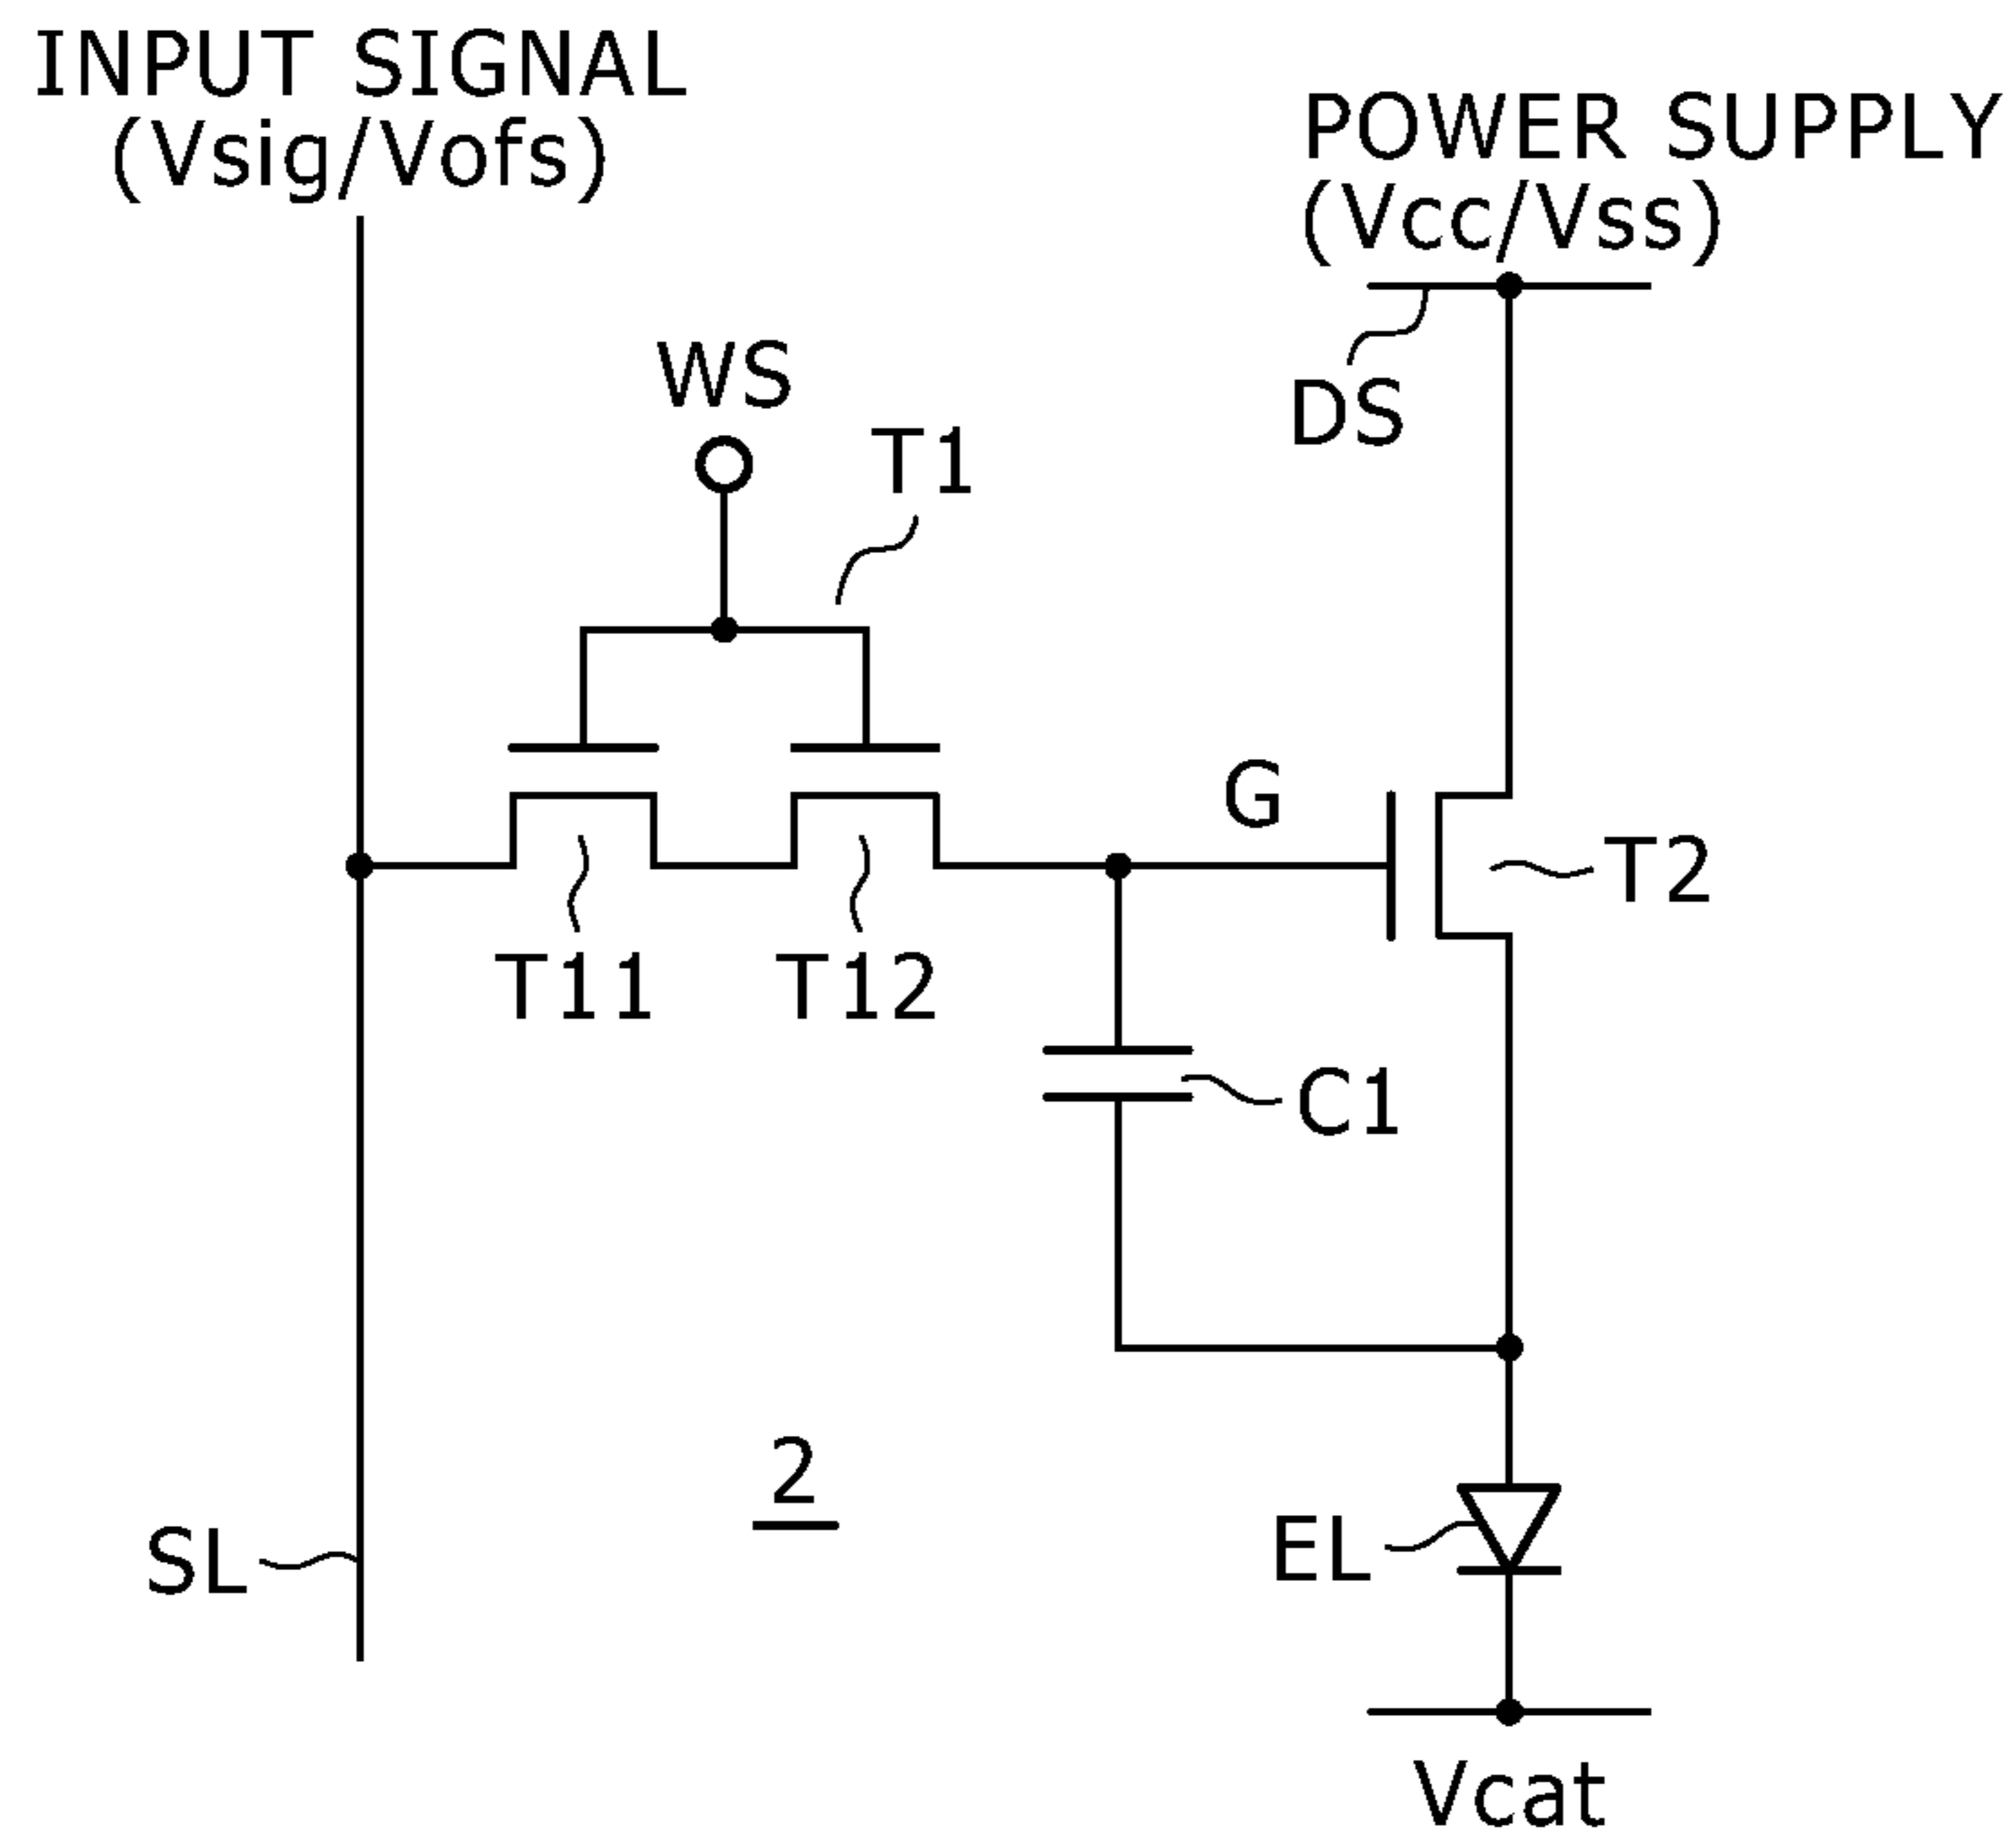 INPUT SIGNAL
(Vsig/Vofs)
POWER SUPPLY
(Vcc/Vss)
WS
T1
DS
G
T2
T11
T12
C1
2
EL
SL
Vcat